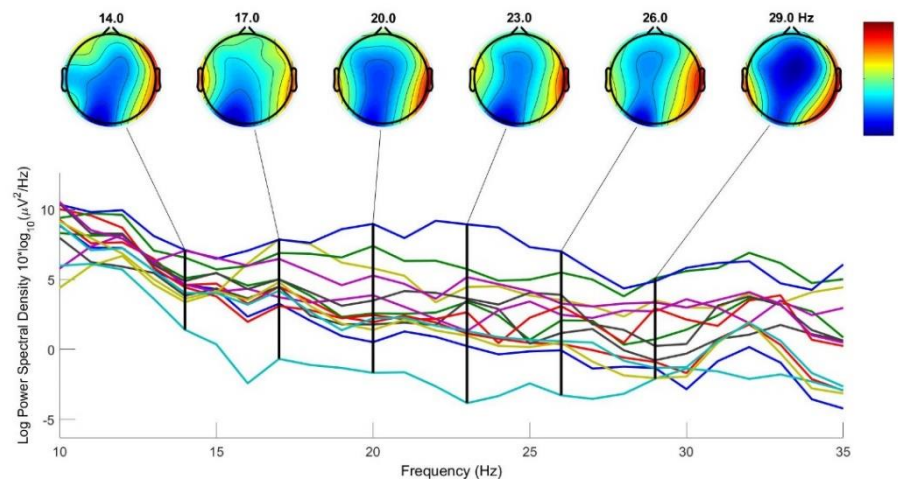 14.0 17.0 20.0 23.0 26.0 29.0 Hz
Log Power Spectral Density 10*log₁₀(μV²/Hz)
10
5
0
-5
10 15 20 25 30 35
Frequency (Hz)